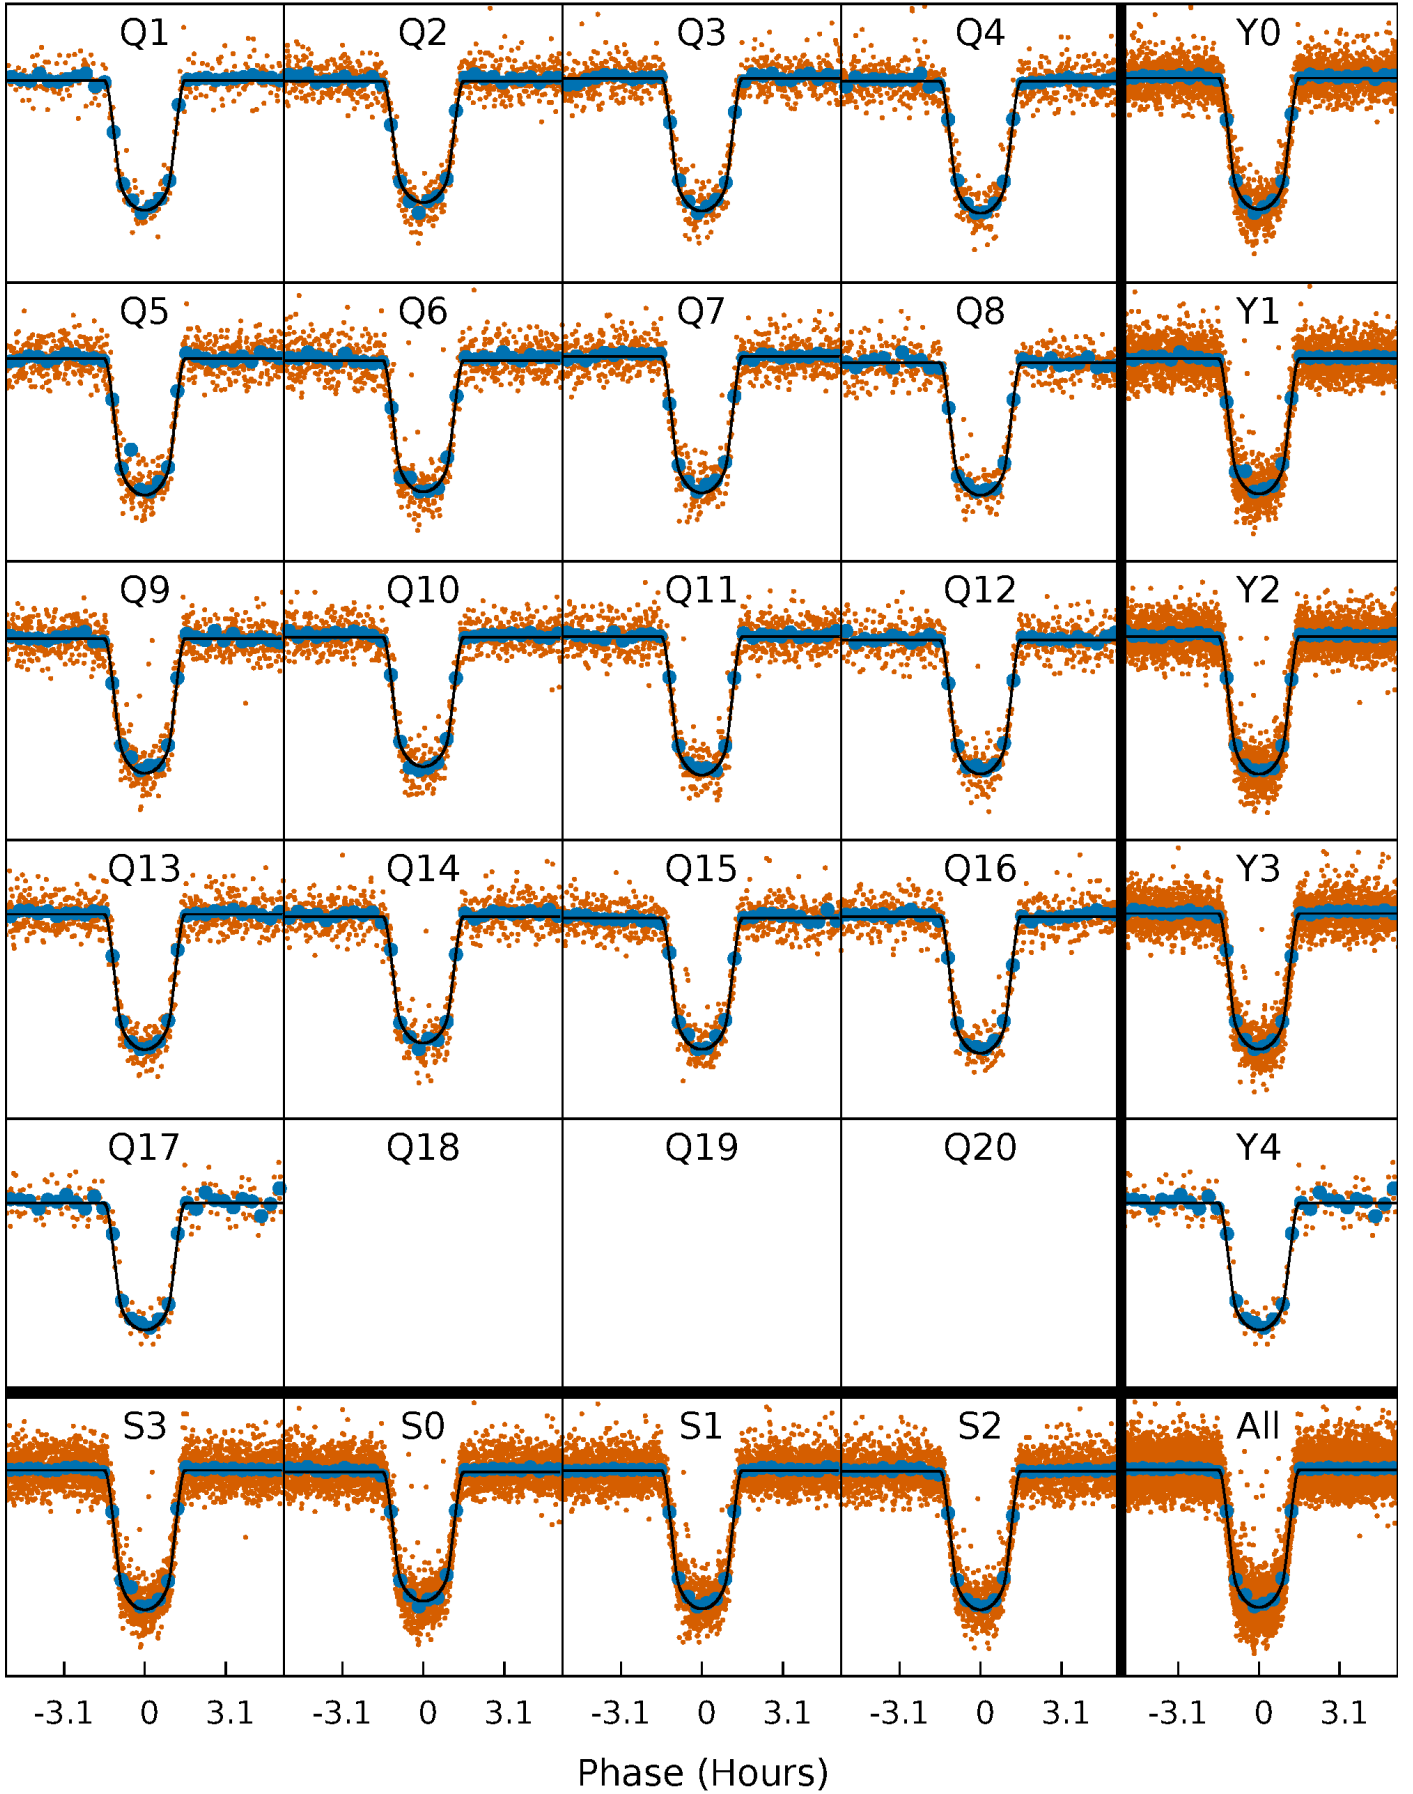 Q1 Q2 Q3 Q4 Y0
Q5 Q6 Q7 Q8 Y1
Q9 Q10 Q11 Q12 Y2
Q13 Q14 Q15 Q16 Y3
Q17 Q18 Q19 Q20 Y4
S3 S0 S1 S2 All
-3.1 0 3.1 -3.1 0 3.1 -3.1 0 3.1 -3.1 0 3.1 -3.1 0 3.1
Phase (Hours)